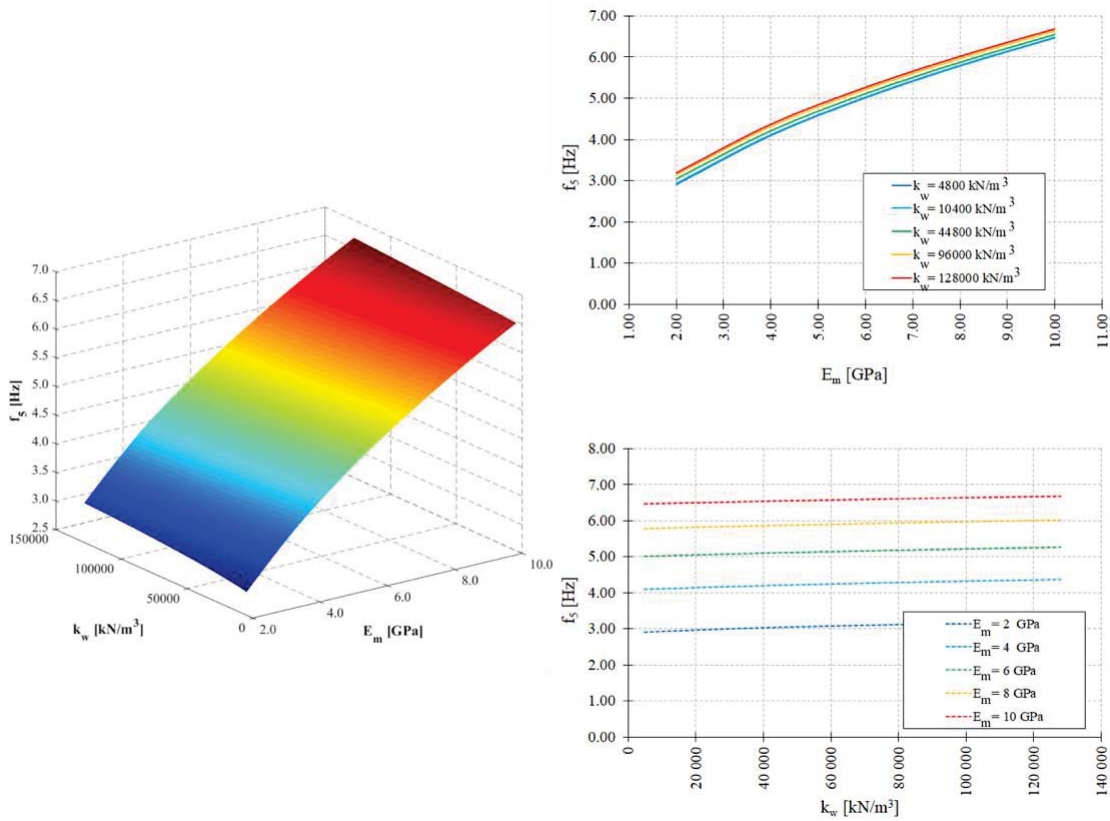 7.0
6.5
6.0
5.5
5.0
4.5
4.0
3.5
3.0
2.5
f5 [Hz]
150000
100000
50000
0
kw [kN/m³]
2.0
4.0
6.0
8.0
10.0
Em [GPa]
7.00
6.00
5.00
4.00
3.00
2.00
1.00
0.00
f5 [Hz]
kw= 4800 kN/m³
kw= 10400 kN/m³
kw= 44800 kN/m³
kw= 96000 kN/m³
kw= 128000 kN/m³
1.00 2.00 3.00 4.00 5.00 6.00 7.00 8.00 9.00 10.00 11.00
Em [GPa]
8.00
7.00
6.00
5.00
4.00
3.00
2.00
1.00
0.00
f5 [Hz]
Em= 2 GPa
Em= 4 GPa
Em= 6 GPa
Em= 8 GPa
Em= 10 GPa
0 20 000 40 000 60 000 80 000 100 000 120 000 140 000
kw [kN/m³]